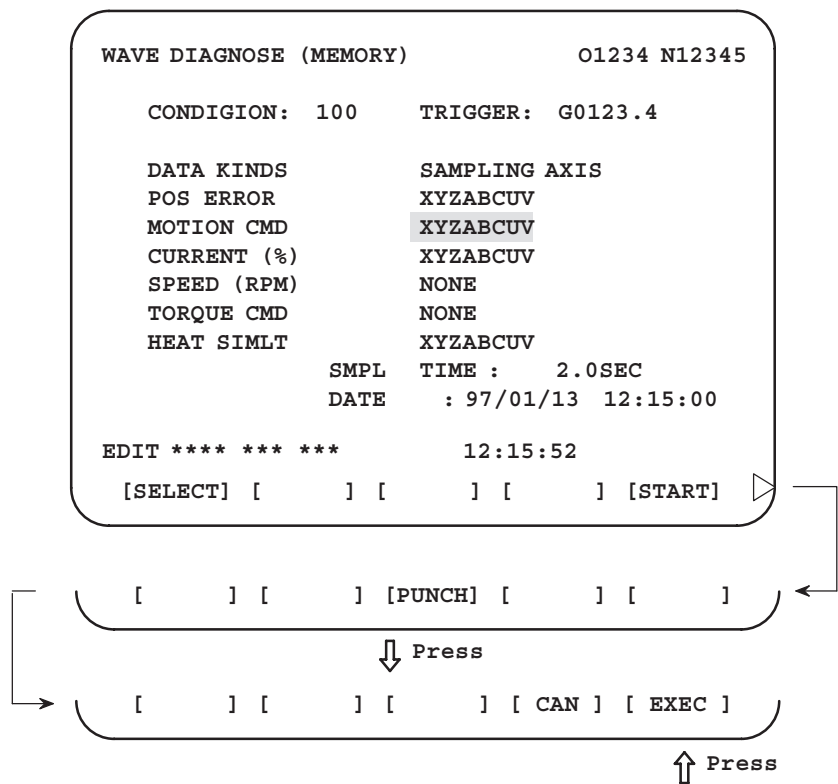 WAVE DIAGNOSE (MEMORY) O1234 N12345
CONDIGION: 100 TRIGGER: G0123.4
DATA KINDS SAMPLING AXIS
POS ERROR XYZABCUV
MOTION CMD XYZABCUV
CURRENT (%) XYZABCUV
SPEED (RPM) NONE
TORQUE CMD NONE
HEAT SIMLT XYZABCUV
SMPL TIME : 2.0SEC
DATE : 97/01/13 12:15:00
EDIT **** *** *** 12:15:52
[SELECT] [ ] [ ] [ ] [START]
[ ] [ ] [PUNCH] [ ] [ ]
Press
[ ] [ ] [ ] [ CAN ] [ EXEC ]
Press